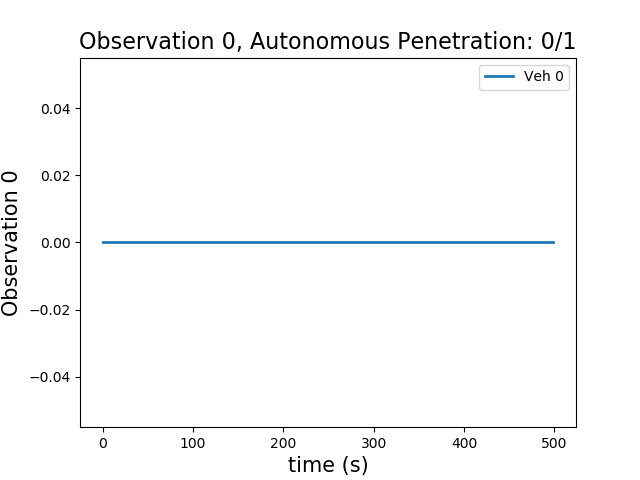 Observation 0, Autonomous Penetration: 0/1
Veh 0
0.04
0.02
0.00
−0.02
−0.04
Observation 0
0 100 200 300 400 500
time (s)